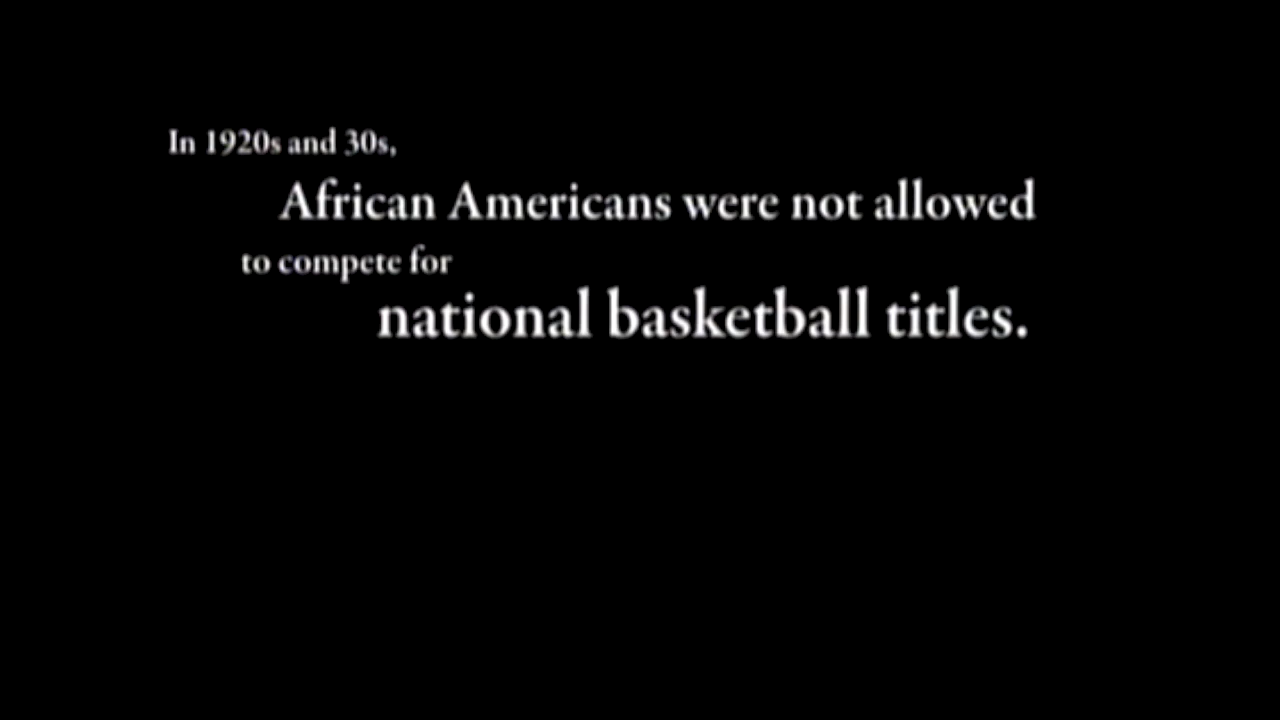 In 1920s and 30s,
African Americans were not allowed
to compete for
national basketball titles.